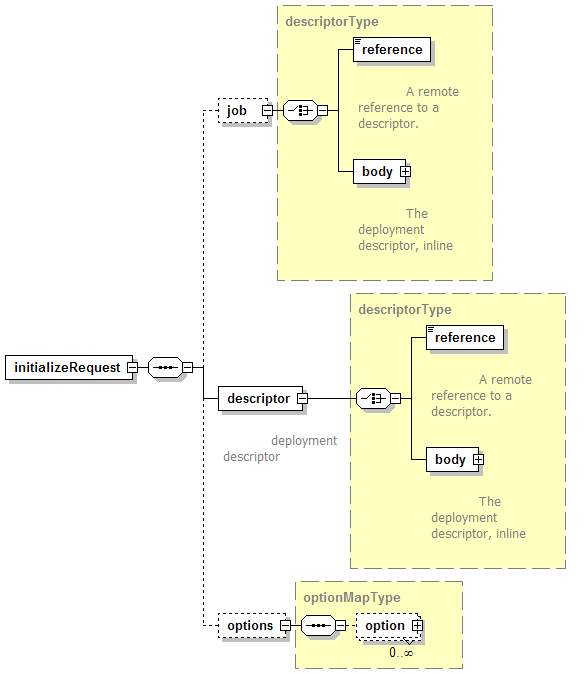 descriptorType
reference
A remote
reference to a
descriptor.
job
body
The
deployment
descriptor, inline
descriptorType
reference
A remote
reference to a
descriptor.
initializeRequest
descriptor
deployment
descriptor
body
The
deployment
descriptor, inline
optionMapType
options
option
0..∞